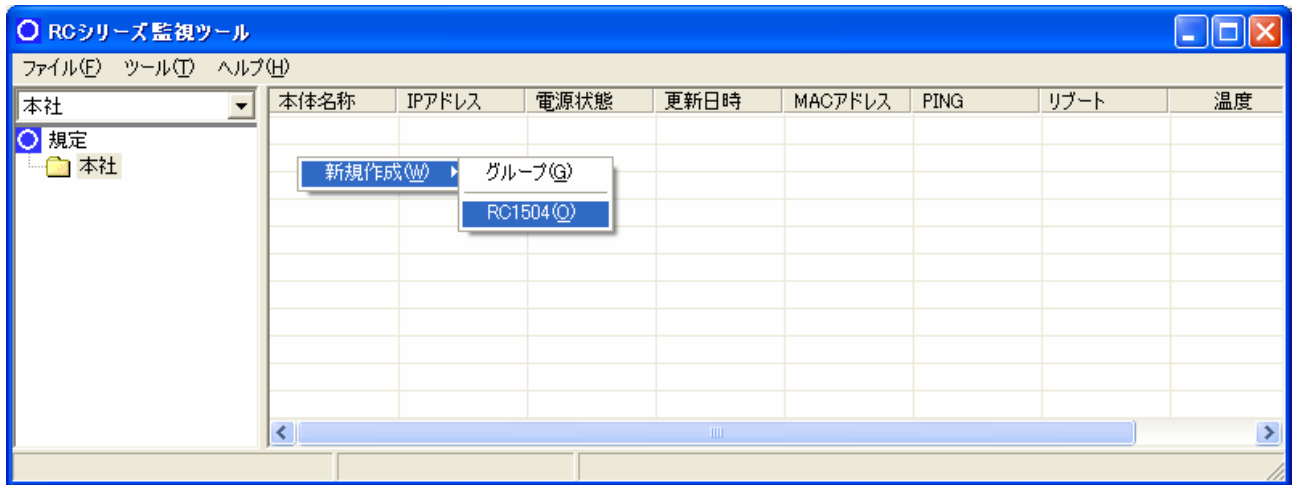 RCシリーズ監視ツール
ファイル(F) ツール(T) ヘルプ(H)
本社
本体名称 IPアドレス 電源状態 更新日時 MACアドレス PING リブート 温度
規定
本社
新規作成(W)
グループ(G)
RC1504(O)